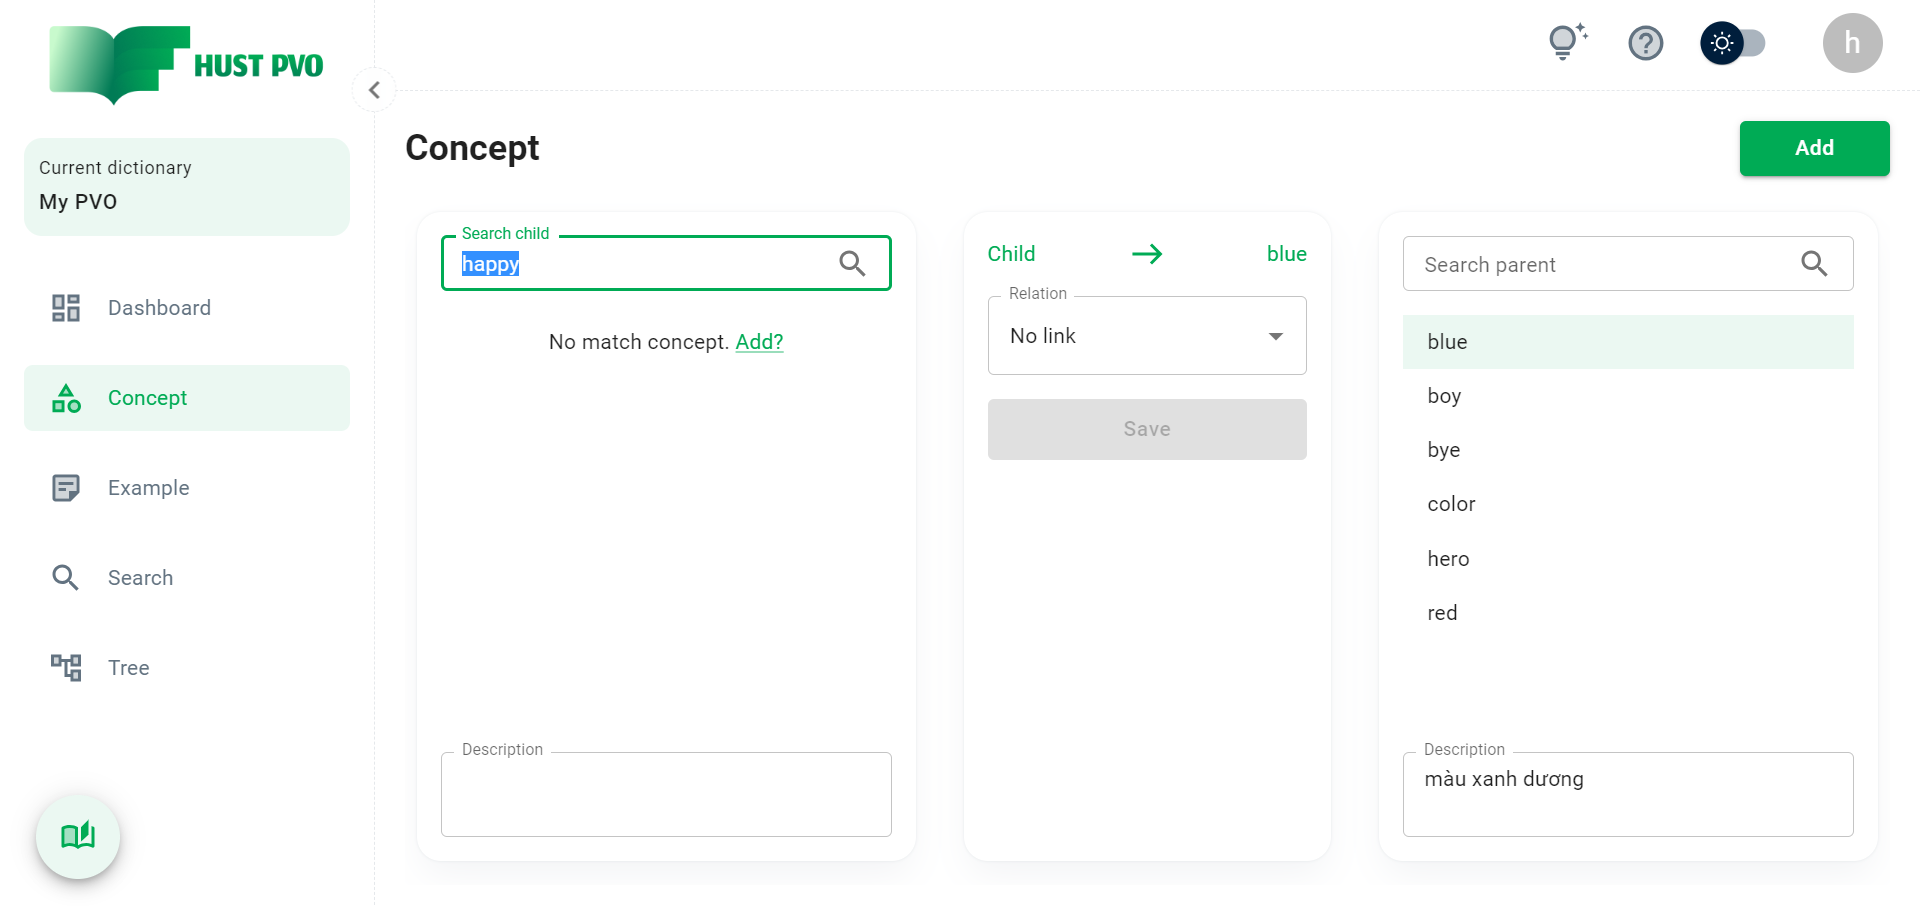 HUST PVO
Current dictionary
My PVO
Dashboard
Concept
Example
Search
Tree
h
Concept
Add
Search child
happy
No match concept. Add?
Description
Child
blue
Relation
No link
Save
Search parent
blue
boy
bye
color
hero
red
Description
màu xanh dương